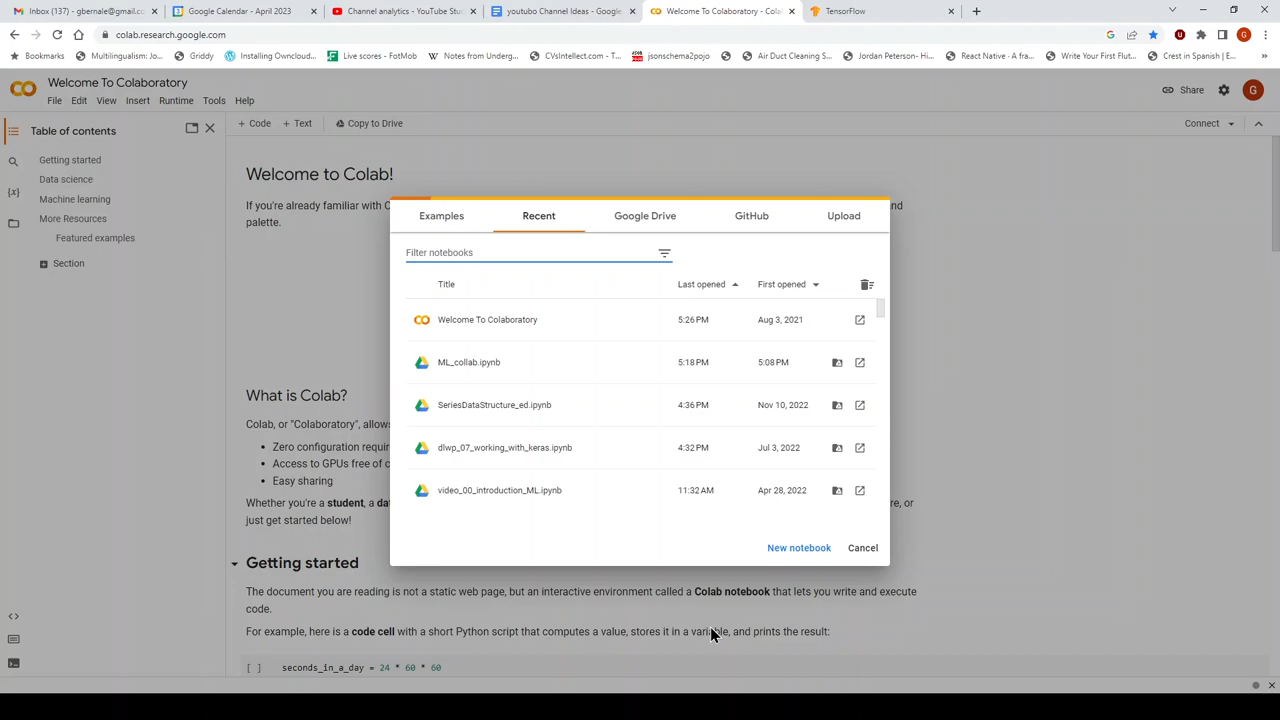 Inbox (137) - gbernale@gmail.co
Google Calendar - April 2023
Channel analytics - YouTube Stu
youtubo Channel Ideas - Google
Welcome To Colaboratory - Cola
TensorFlow
colab.research.google.com
G
Bookmarks
Multilingualism: Jo...
Griddy
Installing Owncloud...
Live scores - FotMob
Notes from Underg...
CVsIntellect.com - T...
jsonschema2pojo
Air Duct Cleaning S...
Jordan Peterson- Hi...
React Native - A fra...
Write Your First Flut...
Crest in Spanish | E...
Welcome To Colaboratory
File Edit View Insert Runtime Tools Help
Share
G
Table of contents
+ Code + Text Copy to Drive
Connect
Getting started
Data science
Machine learning
More Resources
Featured examples
Section
Welcome to Colab!
If you're already familiar with C
nd
palette.
What is Colab?
Colab, or "Colaboratory", allows
Zero configuration requir
Access to GPUs free of c
Easy sharing
Whether you're a student, a dat
re, or
just get started below!
Examples Recent Google Drive GitHub Upload
Filter notebooks
Title Last opened First opened
Welcome To Colaboratory 5:26 PM Aug 3, 2021
ML_collab.ipynb 5:18 PM 5:08 PM
SeriesDataStructure_ed.ipynb 4:36 PM Nov 10, 2022
dlwp_07_working_with_keras.ipynb 4:32 PM Jul 3, 2022
video_00_introduction_ML.ipynb 11:32 AM Apr 28, 2022
New notebook Cancel
Getting started
The document you are reading is not a static web page, but an interactive environment called a Colab notebook that lets you write and execute
code.
For example, here is a code cell with a short Python script that computes a value, stores it in a variable, and prints the result:
[ ] seconds_in_a_day = 24 * 60 * 60